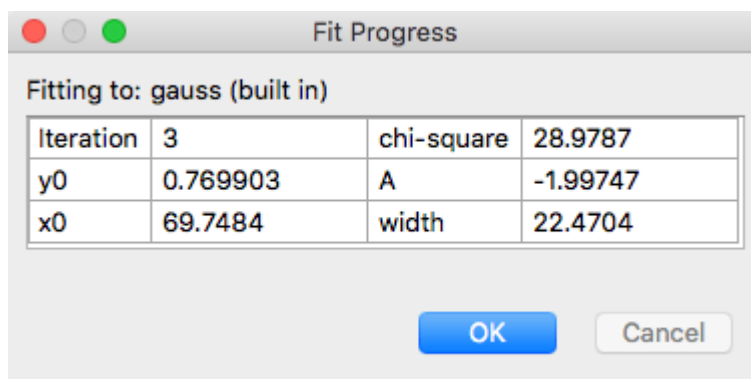 Fit Progress
Fitting to: gauss (built in)
Iteration 3 chi-square 28.9787
y0 0.769903 A -1.99747
x0 69.7484 width 22.4704
OK Cancel